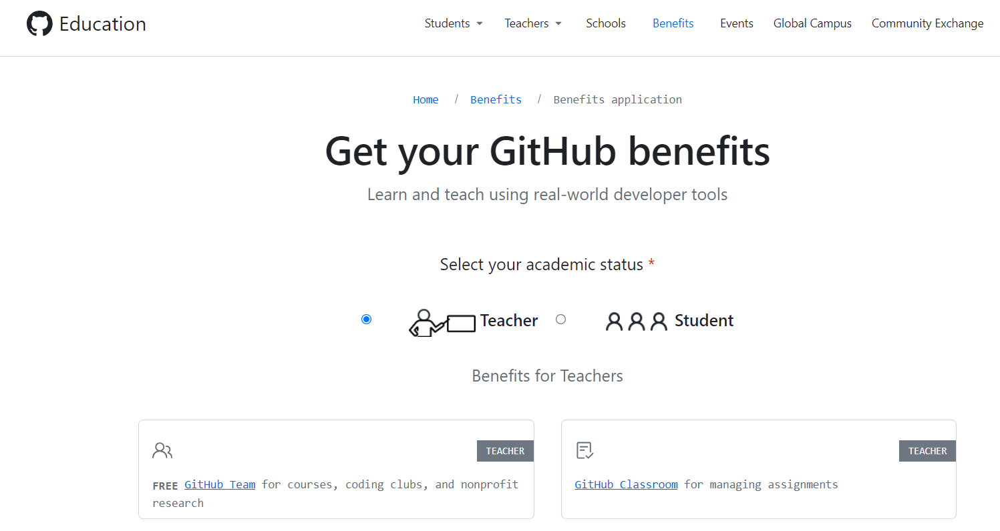 Education
Students Teachers Schools Benefits Events Global Campus Community Exchange
Home / Benefits / Benefits application
Get your GitHub benefits
Learn and teach using real-world developer tools
Select your academic status *
Teacher Student
Benefits for Teachers
TEACHER
FREE GitHub Team for courses, coding clubs, and nonprofit
research
TEACHER
GitHub Classroom for managing assignments